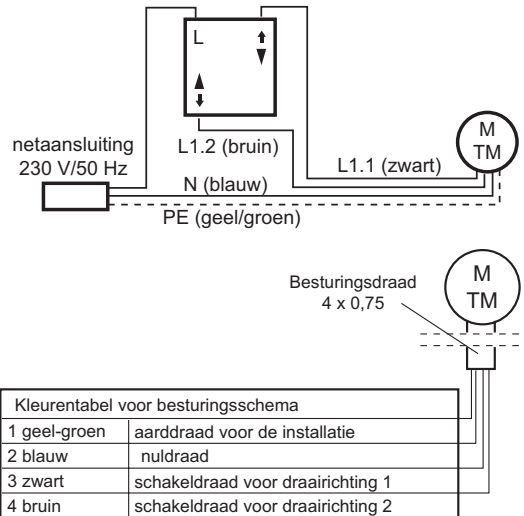 L
netaansluiting
230 V/50 Hz
L1.2 (bruin)
L1.1 (zwart)
M
TM
N (blauw)
PE (geel/groen)
Besturingsdraad
4 x 0,75
M
TM
Kleurentabel voor besturingsschema
1 geel-groen aarddraad voor de installatie
2 blauw nuldraad
3 zwart schakeldraad voor draairichting 1
4 bruin schakeldraad voor draairichting 2